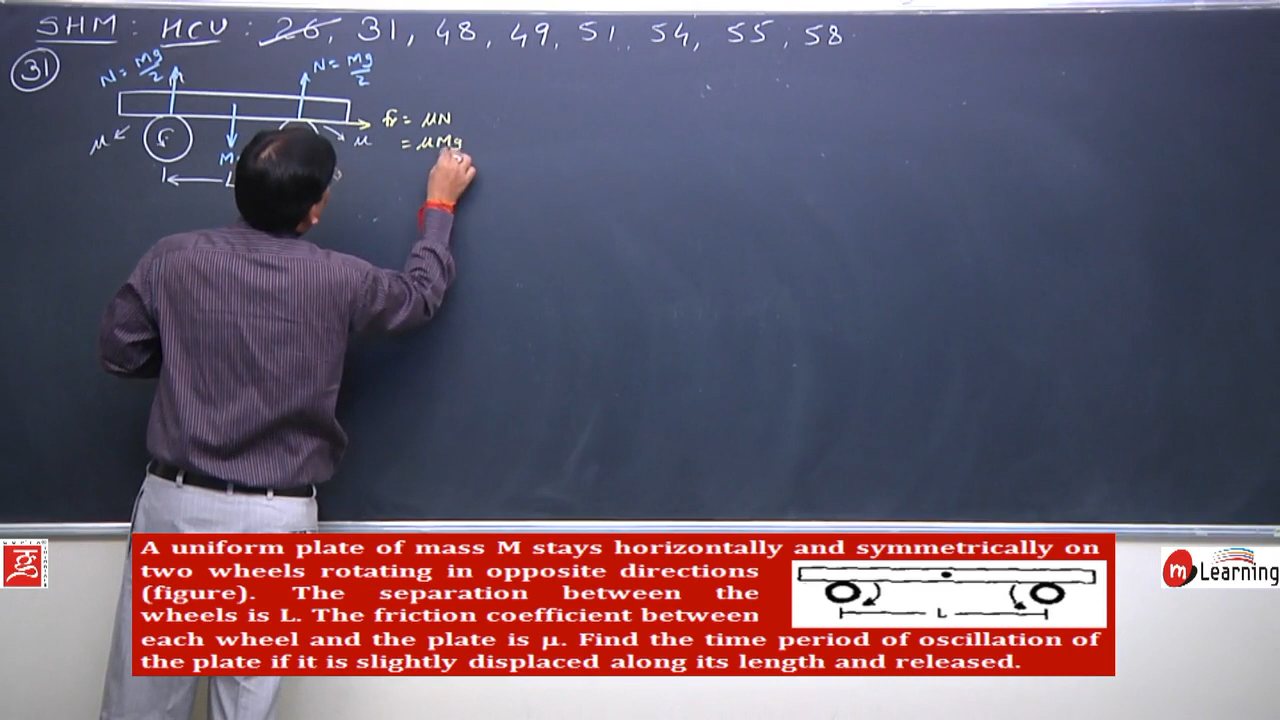 SHM : HCU : 26, 31, 48, 49, 51, 54, 55, 58
31
N = Mg/2
N = Mg/2
fr = μN
= μMg
μ
μ
M
L
A uniform plate of mass M stays horizontally and symmetrically on
two wheels rotating in opposite directions
(figure). The separation between the
wheels is L. The friction coefficient between
each wheel and the plate is μ. Find the time period of oscillation of
the plate if it is slightly displaced along its length and released.
L
m Learning